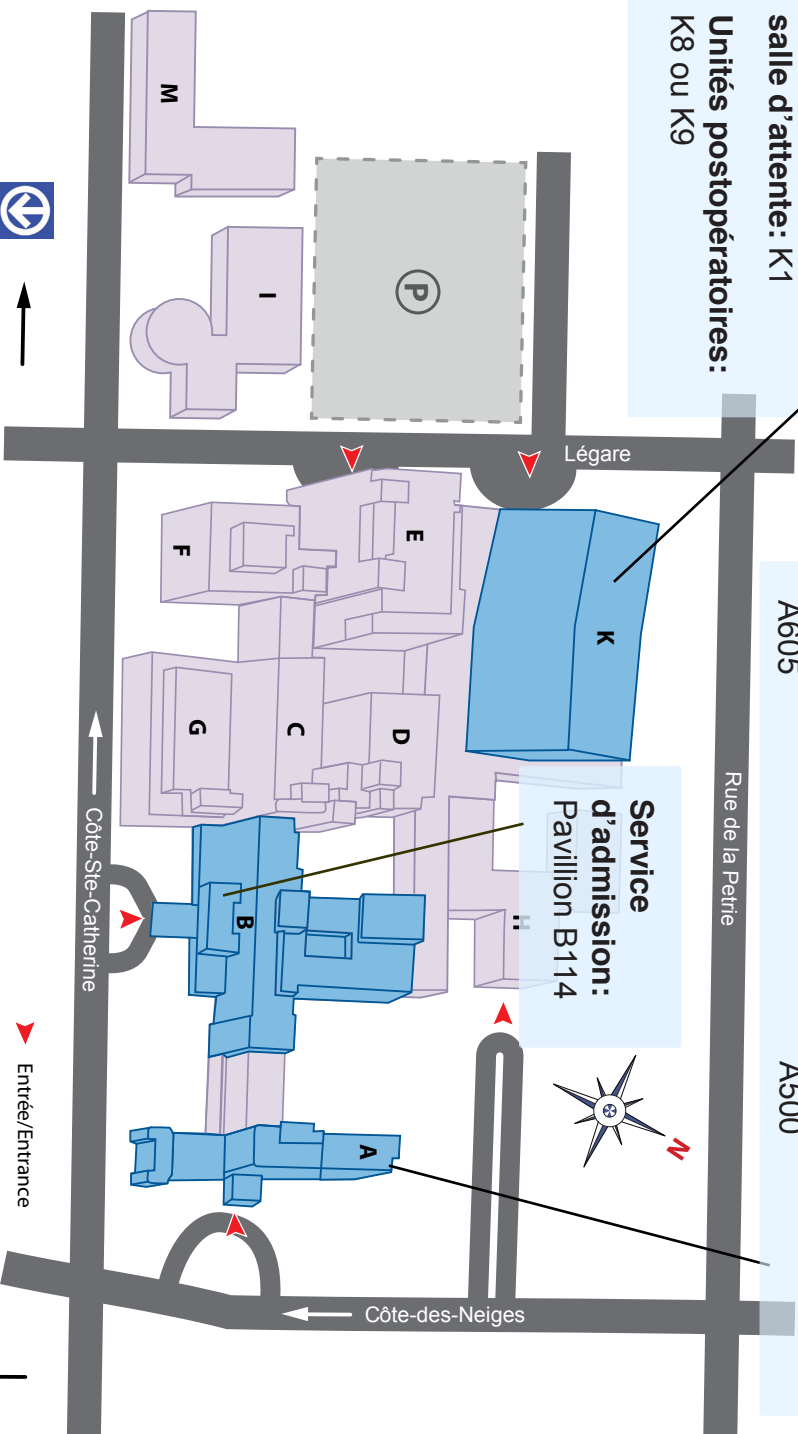 salle d'attente: K1
Unités postopératoires:
K8 ou K9
A605
A500
Rue de la Petrie
Légare
Service
d'admission:
Pavillion B114
N
M
I
P
E
F
K
G
C
D
H
B
A
Côte-des-Neiges
Côte-Ste-Catherine
Entrée/Entrance